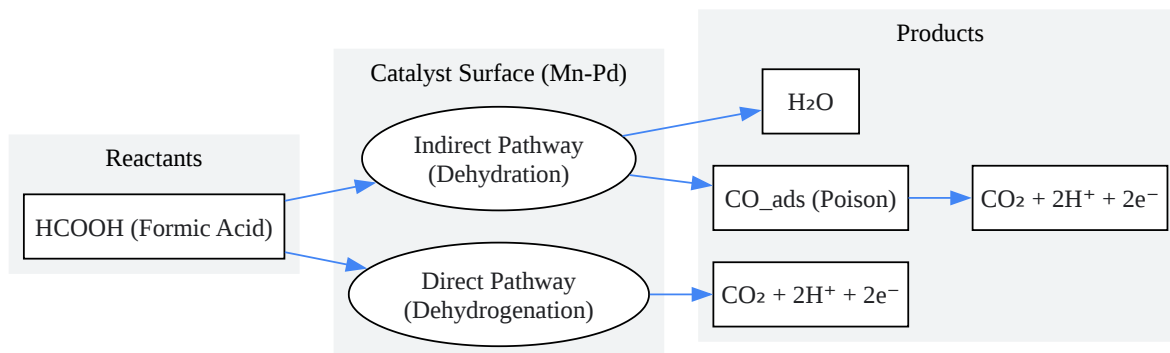 Reactants
HCOOH (Formic Acid)
Catalyst Surface (Mn-Pd)
Indirect Pathway
(Dehydration)
Direct Pathway
(Dehydrogenation)
Products
H₂O
CO_ads (Poison)
CO₂ + 2H⁺ + 2e⁻
CO₂ + 2H⁺ + 2e⁻